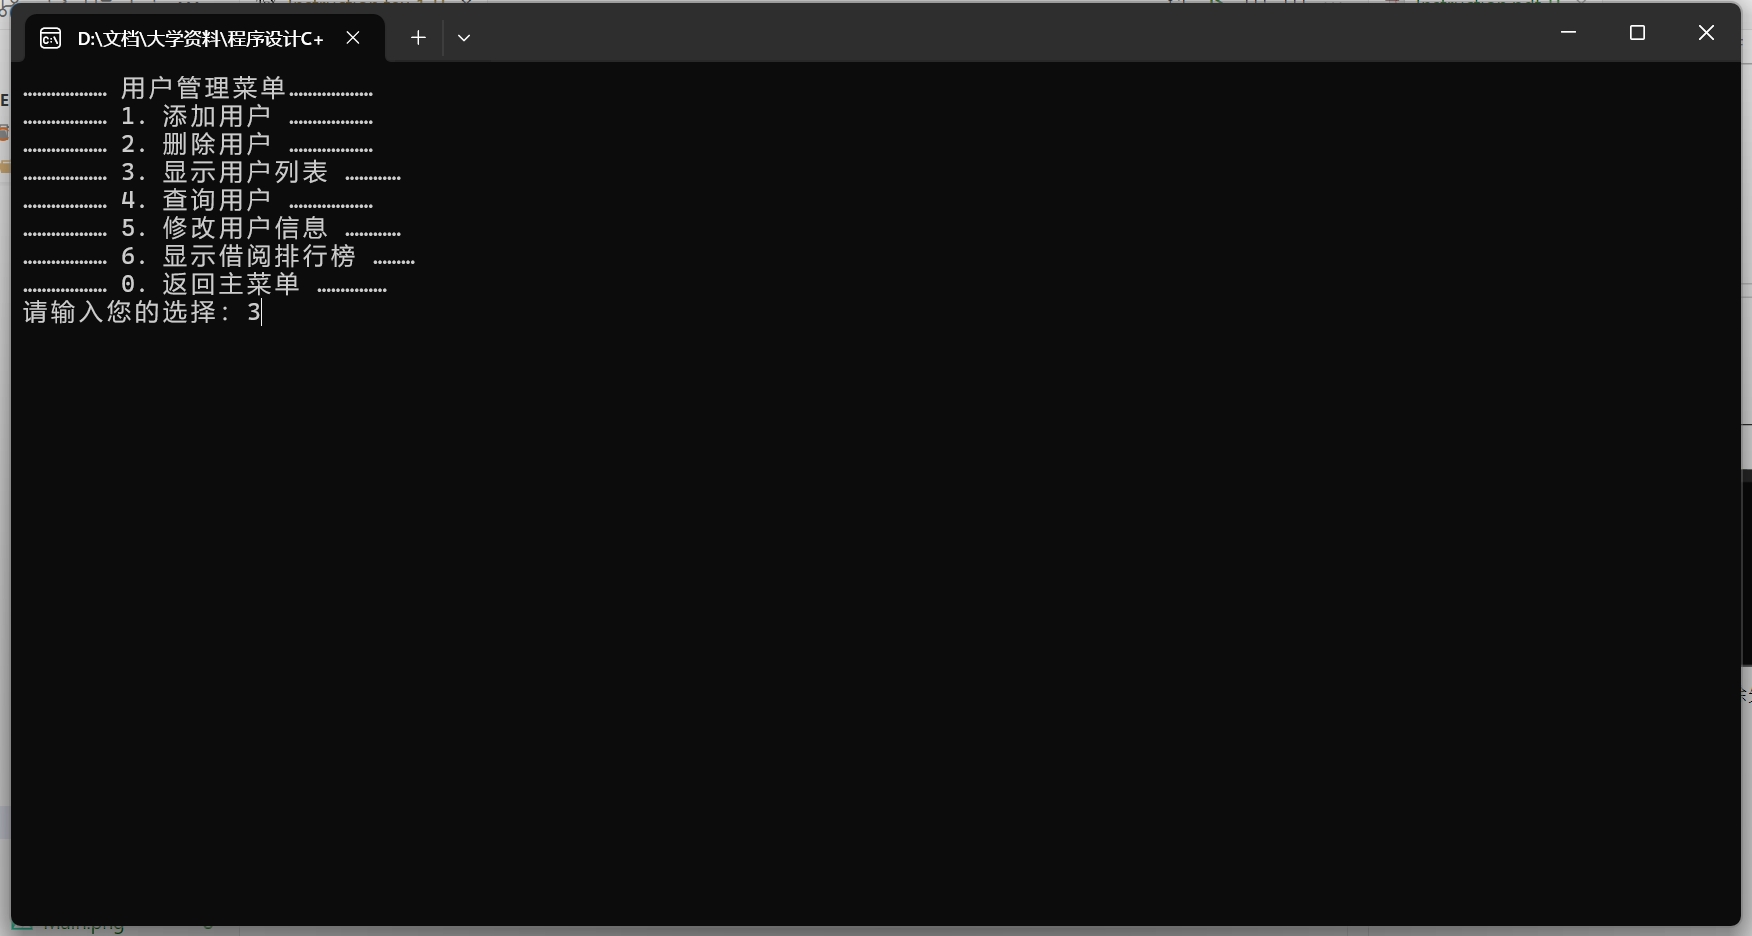 D:\文档\大学资料\程序设计C+
……………… 用户管理菜单………………
……………… 1. 添加用户 ………………
……………… 2. 删除用户 ………………
……………… 3. 显示用户列表 …………
……………… 4. 查询用户 ………………
……………… 5. 修改用户信息 …………
……………… 6. 显示借阅排行榜 ………
……………… 0. 返回主菜单 ……………
请输入您的选择: 3